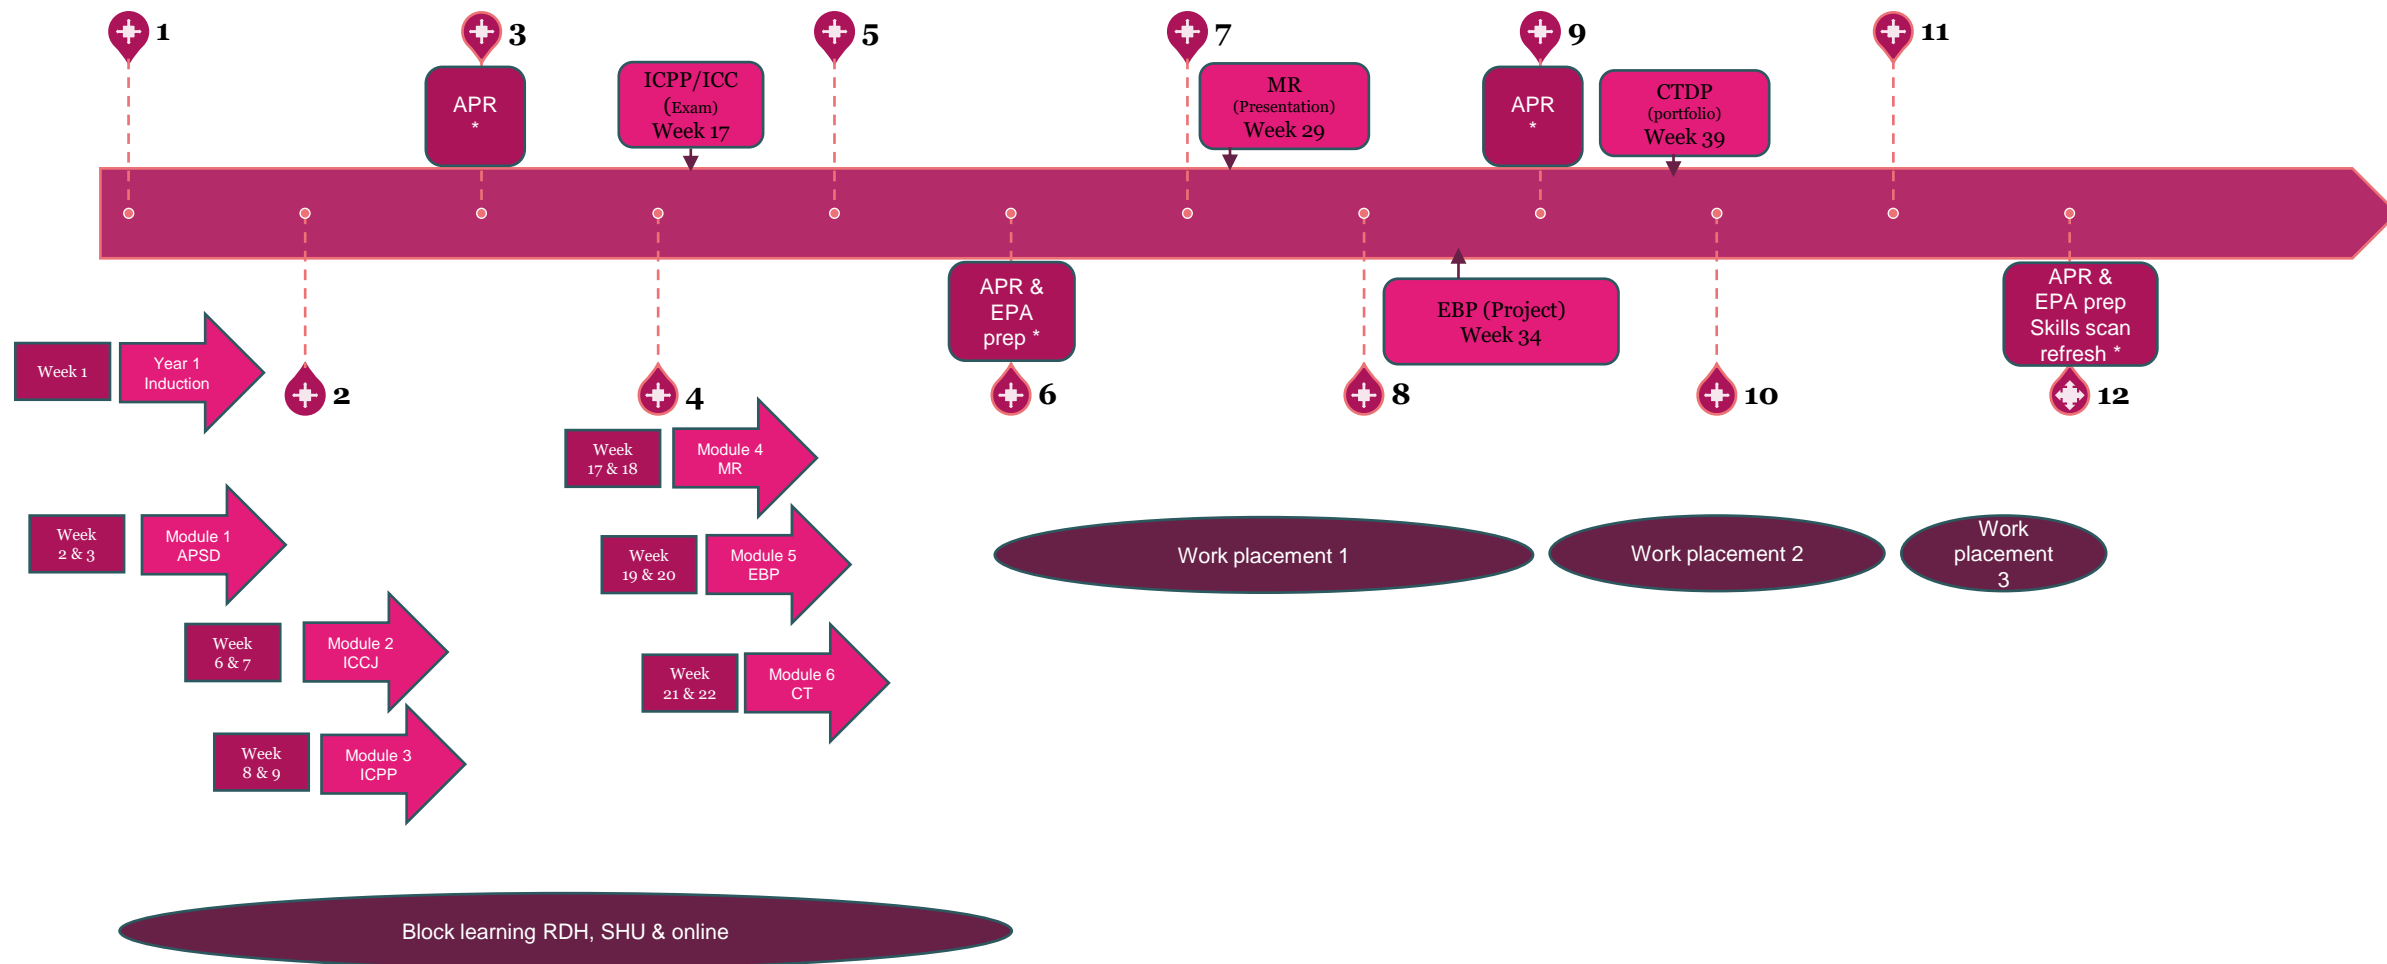 1
3
5
7
9
11
APR
*
ICPP/ICC
(Exam)
Week 17
MR
(Presentation)
Week 29
APR
*
CTDP
(portfolio)
Week 39
APR &
EPA
prep *
EBP (Project)
Week 34
APR &
EPA prep
Skills scan
refresh *
2
4
6
8
10
12
Week 1
Year 1
Induction
Week
2 & 3
Module 1
APSD
Week
6 & 7
Module 2
ICCJ
Week
8 & 9
Module 3
ICPP
Week
17 & 18
Module 4
MR
Week
19 & 20
Module 5
EBP
Week
21 & 22
Module 6
CT
Work placement 1
Work placement 2
Work
placement
3
Block learning RDH, SHU & online